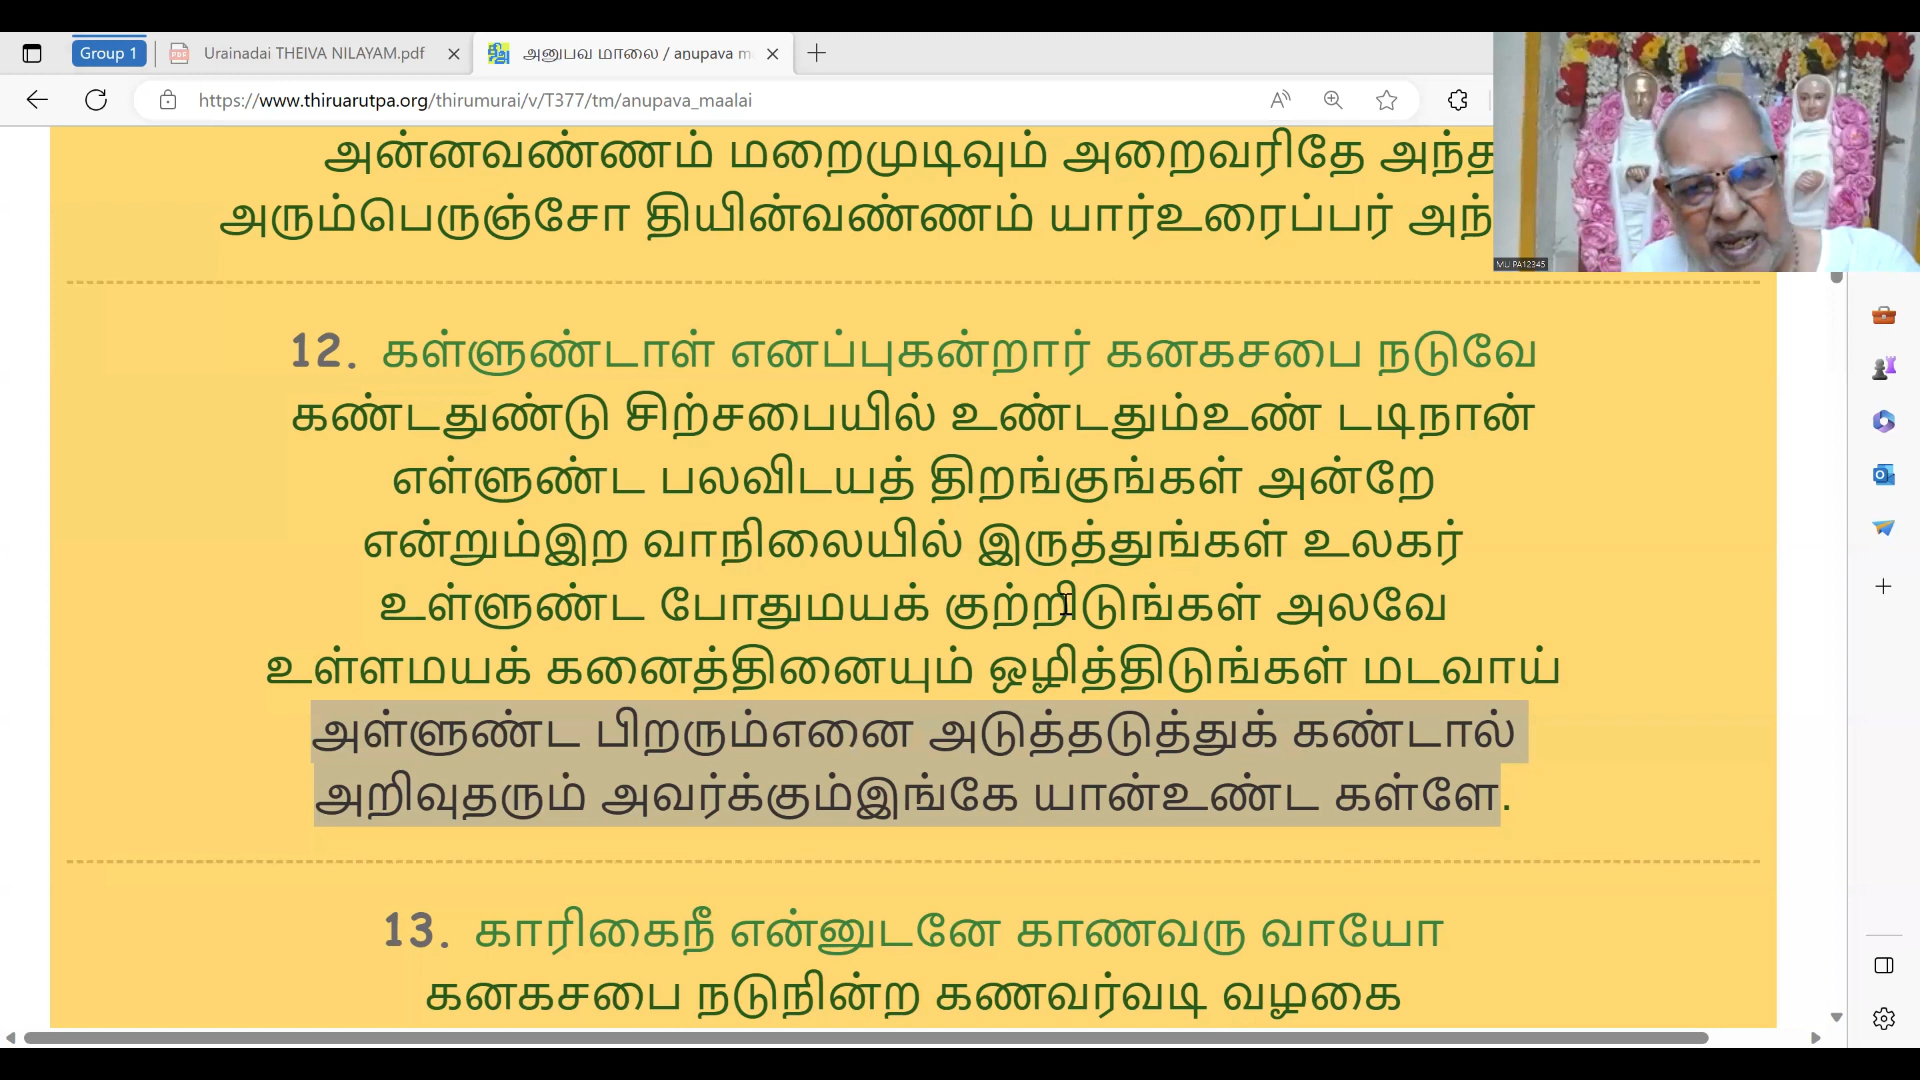 Group 1
Urainadai THEIVA NILAYAM.pdf
அனுபவ மாலை / anupava m
https://www.thiruarutpa.org/thirumurai/v/T377/tm/anupava_maalai
அன்னவண்ணம் மறைமுடிவும் அறைவரிதே அந்த
அரும்பெருஞ்சோ தியின்வண்ணம் யார்உரைப்பர் அந்
MU PA12345
12. கள்ளுண்டாள் எனப்புகன்றார் கனகசபை நடுவே
கண்டதுண்டு சிற்சபையில் உண்டதும்உண் டடிநான்
எள்ளுண்ட பலவிடயத் திறங்குங்கள் அன்றே
என்றும்இற வாநிலையில் இருத்துங்கள் உலகர்
உள்ளுண்ட போதுமயக் குற்றிடுங்கள் அலவே
உள்ளமயக் கனைத்தினையும் ஒழித்திடுங்கள் மடவாய்
அள்ளுண்ட பிறரும்எனை அடுத்தடுத்துக் கண்டால்
அறிவுதரும் அவர்க்கும்இங்கே யான்உண்ட கள்ளே.
13. காரிகைநீ என்னுடனே காணவரு வாயோ
கனகசபை நடுநின்ற கணவர்வடி வழகை